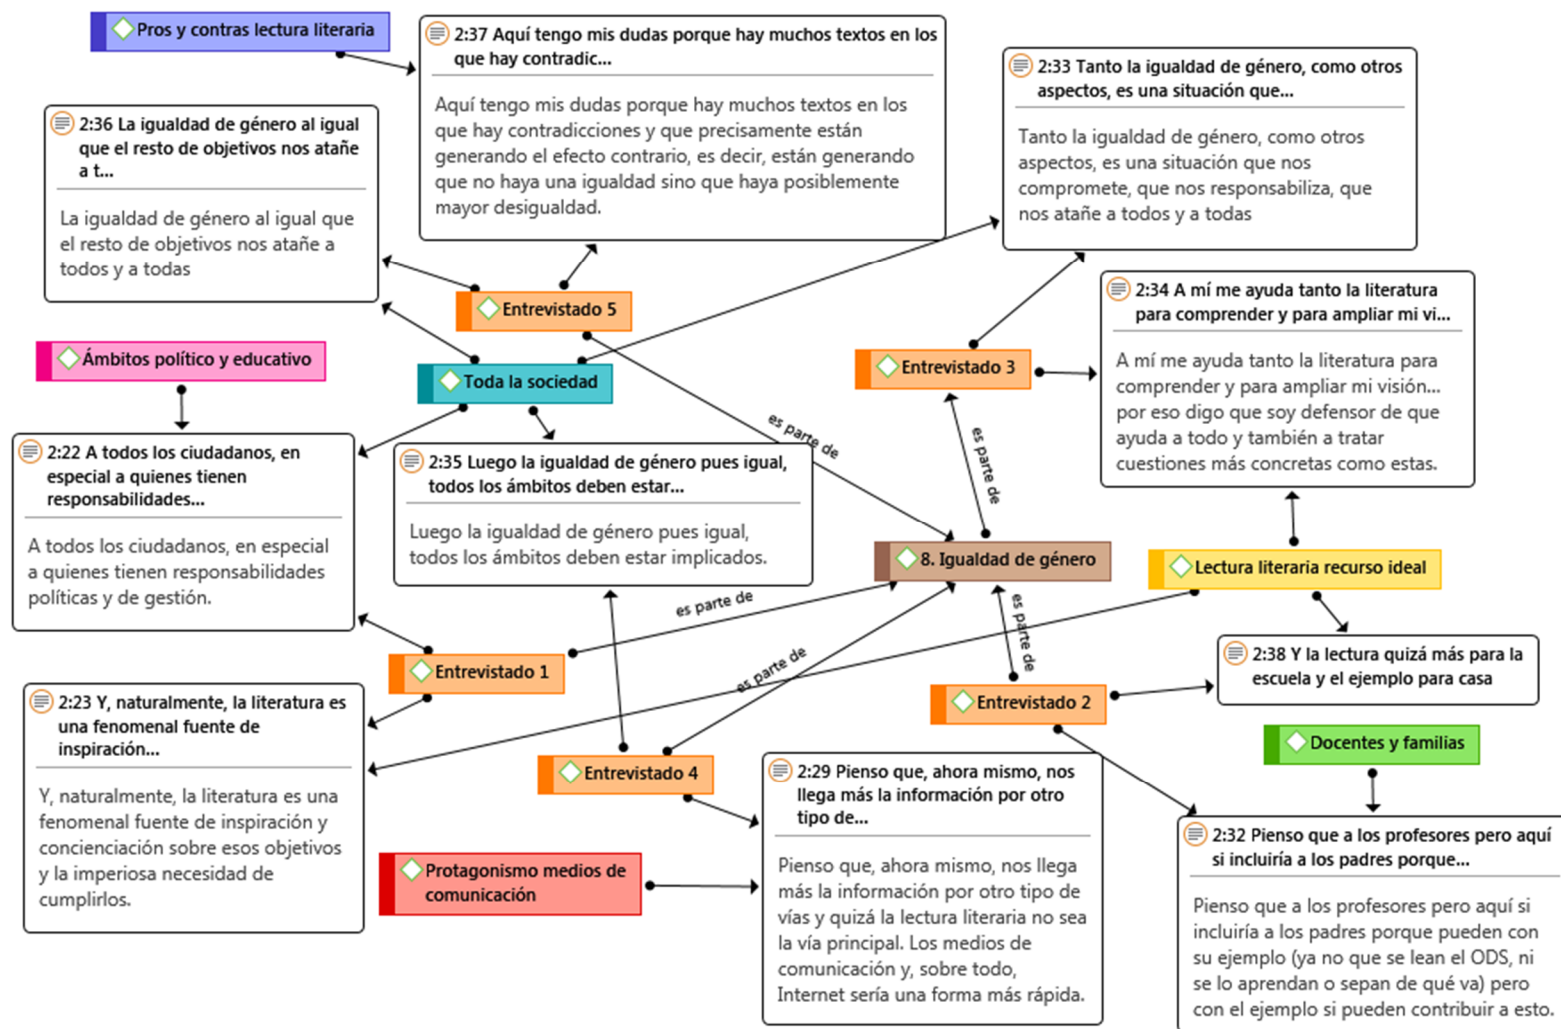 Pros y contras lectura literaria
2:37 Aquí tengo mis dudas porque hay muchos textos en los
que hay contradic...
Aquí tengo mis dudas porque hay muchos textos en los
que hay contradicciones y que precisamente están
generando el efecto contrario, es decir, están generando
que no haya una igualdad sino que haya posiblemente
mayor desigualdad.
2:33 Tanto la igualdad de género, como otros
aspectos, es una situación que...
Tanto la igualdad de género, como otros
aspectos, es una situación que nos
compromete, que nos responsabiliza, que
nos atañe a todos y a todas
2:36 La igualdad de género al igual
que el resto de objetivos nos atañe
a t...
La igualdad de género al igual que
el resto de objetivos nos atañe a
todos y a todas
Entrevistado 5
2:34 A mí me ayuda tanto la literatura
para comprender y para ampliar mi vi...
A mí me ayuda tanto la literatura para
comprender y para ampliar mi visión...
por eso digo que soy defensor de que
ayuda a todo y también a tratar
cuestiones más concretas como estas.
Ámbitos político y educativo
Entrevistado 3
Toda la sociedad
es parte de
es parte de
2:22 A todos los ciudadanos, en
especial a quienes tienen
responsabilidades...
A todos los ciudadanos, en especial
a quienes tienen responsabilidades
políticas y de gestión.
2:35 Luego la igualdad de género pues igual,
todos los ámbitos deben estar...
Luego la igualdad de género pues igual,
todos los ámbitos deben estar implicados.
8. Igualdad de género
Lectura literaria recurso ideal
es parte de
es parte de
es parte de
Entrevistado 1
2:38 Y la lectura quizá más para la
escuela y el ejemplo para casa
Entrevistado 2
2:23 Y, naturalmente, la literatura es
una fenomenal fuente de
inspiración...
Y, naturalmente, la literatura es una
fenomenal fuente de inspiración y
concienciación sobre esos objetivos
y la imperiosa necesidad de
cumplirlos.
Docentes y familias
Entrevistado 4
2:29 Pienso que, ahora mismo, nos
llega más la información por otro
tipo de...
Pienso que, ahora mismo, nos llega
más la información por otro tipo de
vías y quizá la lectura literaria no sea
la vía principal. Los medios de
comunicación y, sobre todo,
Internet sería una forma más rápida.
2:32 Pienso que a los profesores pero aquí
si incluiría a los padres porque...
Pienso que a los profesores pero aquí si
incluiría a los padres porque pueden con
su ejemplo (ya no que se lean el ODS, ni
se lo aprendan o sepan de qué va) pero
con el ejemplo si pueden contribuir a esto.
Protagonismo medios de
comunicación